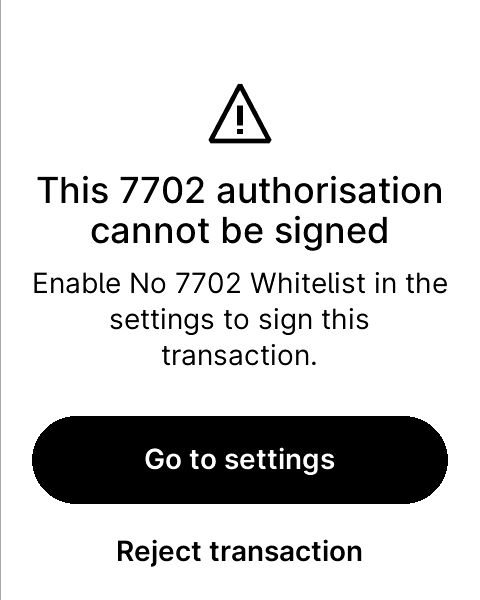 This 7702 authorisation
cannot be signed
Enable No 7702 Whitelist in the
settings to sign this
transaction.
Go to settings
Reject transaction